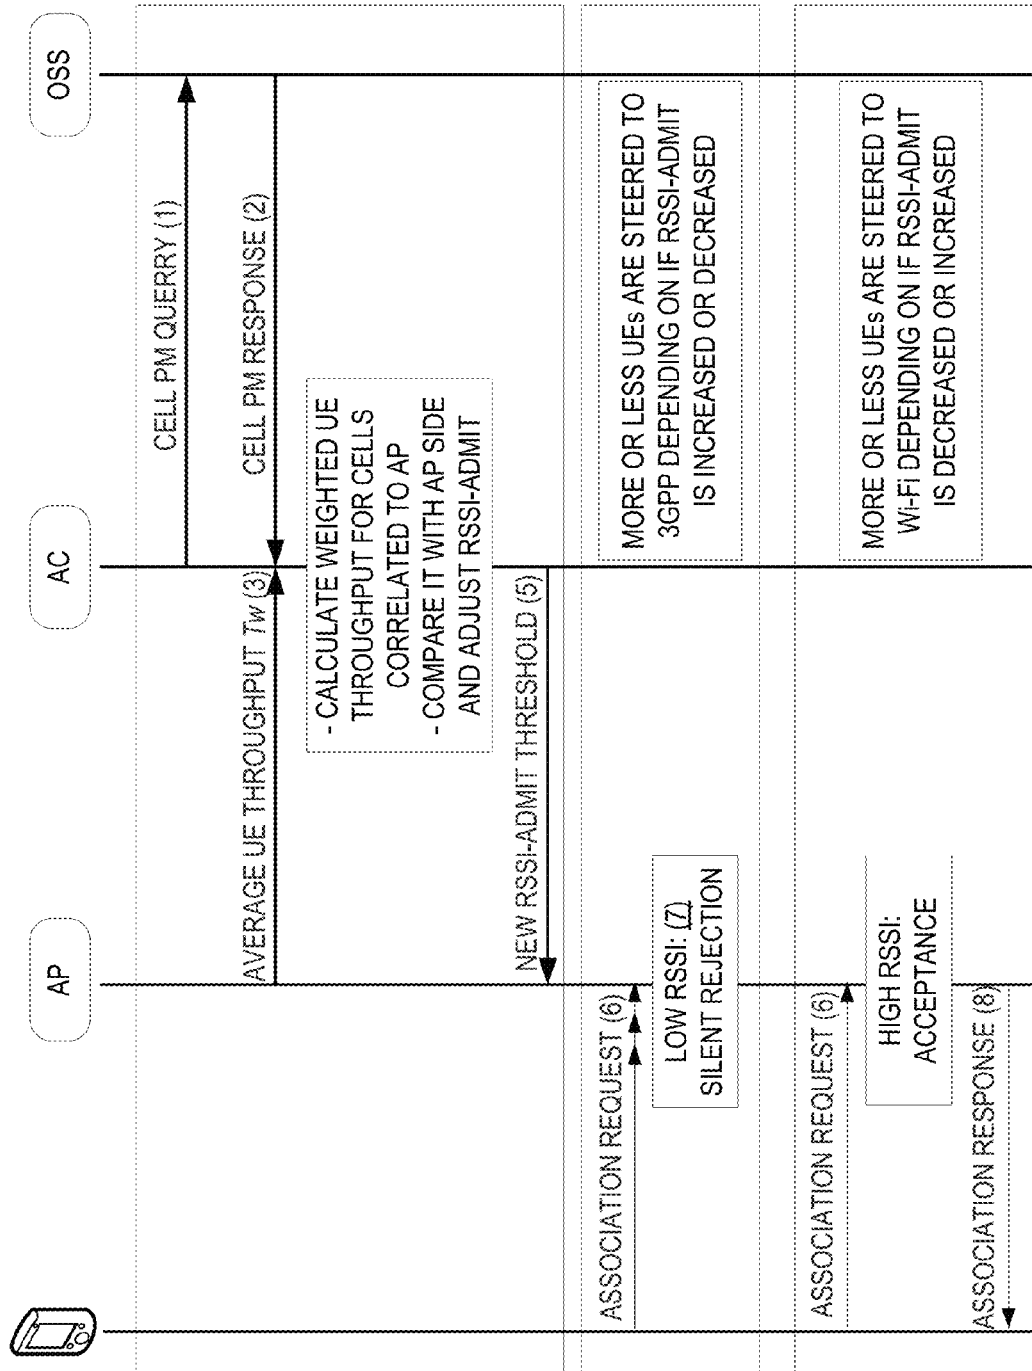 AP
AC
OSS
CELL PM QUERRY (1)
CELL PM RESPONSE (2)
AVERAGE UE THROUGHPUT Tw (3)
- CALCULATE WEIGHTED UE
THROUGHPUT FOR CELLS
CORRELATED TO AP
- COMPARE IT WITH AP SIDE
AND ADJUST RSSI-ADMIT
NEW RSSI-ADMIT THRESHOLD (5)
ASSOCIATION REQUEST (6)
LOW RSSI: (7)
SILENT REJECTION
MORE OR LESS UEs ARE STEERED TO
3GPP DEPENDING ON IF RSSI-ADMIT
IS INCREASED OR DECREASED
ASSOCIATION REQUEST (6)
HIGH RSSI:
ACCEPTANCE
MORE OR LESS UEs ARE STEERED TO
Wi-Fi DEPENDING ON IF RSSI-ADMIT
IS DECREASED OR INCREASED
ASSOCIATION RESPONSE (8)